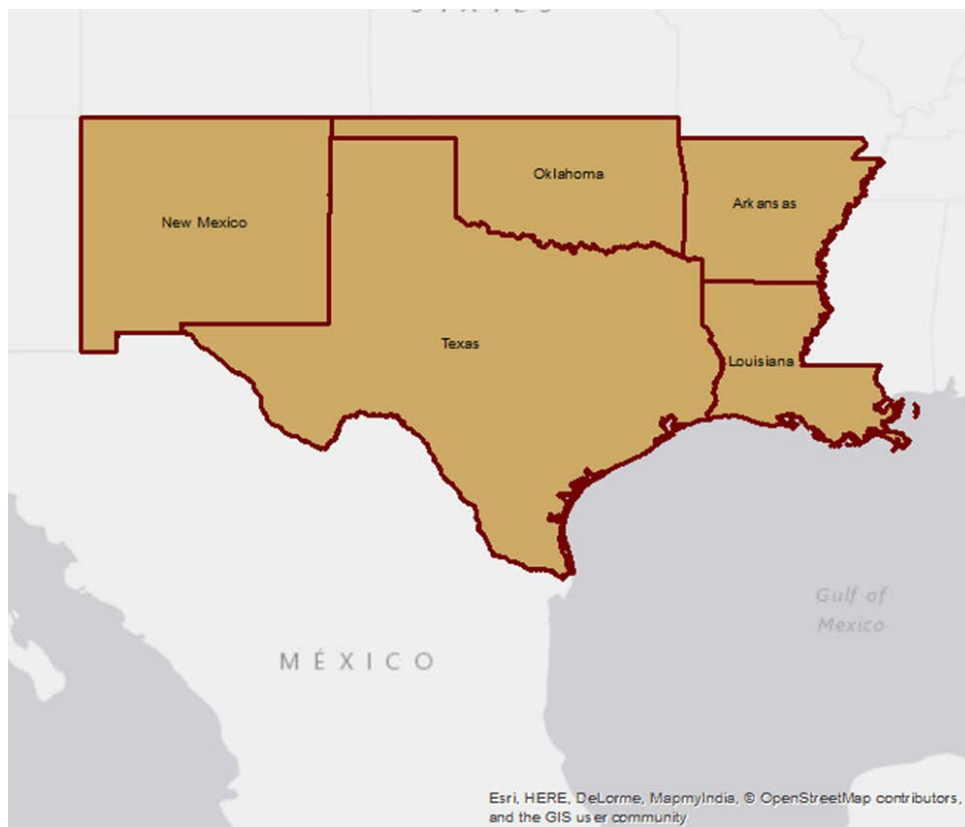 STATES
Oklahoma
Arkansas
New Mexico
Texas
Louisiana
Gulf of
Mexico
MÉXICO
Esri, HERE, DeLorme, MapmyIndia, © OpenStreetMap contributors,
and the GIS user community